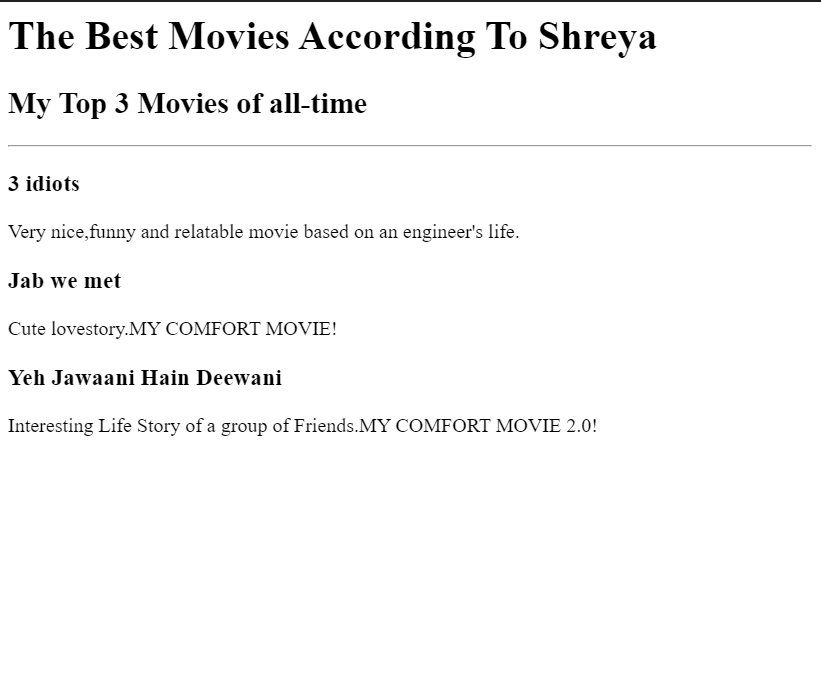 The Best Movies According To Shreya
My Top 3 Movies of all-time
3 idiots
Very nice,funny and relatable movie based on an engineer's life.
Jab we met
Cute lovestory.MY COMFORT MOVIE!
Yeh Jawaani Hain Deewani
Interesting Life Story of a group of Friends.MY COMFORT MOVIE 2.0!